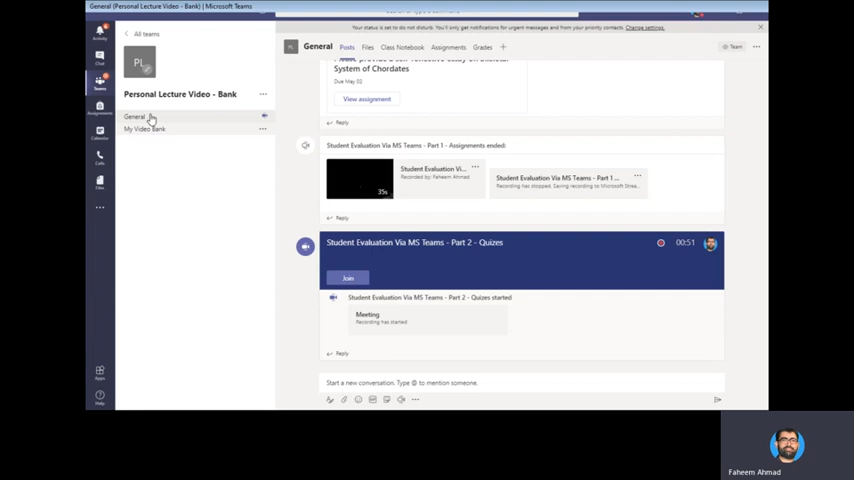 General (Personal Lecture Video - Bank) | Microsoft Teams
Your status is set to do not disturb. You'll only get notifications for urgent messages and from your priority contacts. Change settings.
Activity
Chat
Teams
Assignments
Calendar
Calls
Files
Apps
Help
All teams
PL
Personal Lecture Video - Bank
General
My Video Bank
PL
General
Posts
Files
Class Notebook
Assignments
Grades
Team
provide a self-reflective essay on Skeletal
System of Chordates
Due May 02
View assignment
Reply
Student Evaluation Via MS Teams - Part 1 - Assignments ended:
35s
Student Evaluation Vi...
Recorded by: Faheem Ahmad
Student Evaluation Via MS Teams - Part 1 ...
Recording has stopped. Saving recording to Microsoft Strea...
Reply
Student Evaluation Via MS Teams - Part 2 - Quizes
00:51
Join
Student Evaluation Via MS Teams - Part 2 - Quizes started
Meeting
Recording has started
Reply
Start a new conversation. Type @ to mention someone.
Faheem Ahmad